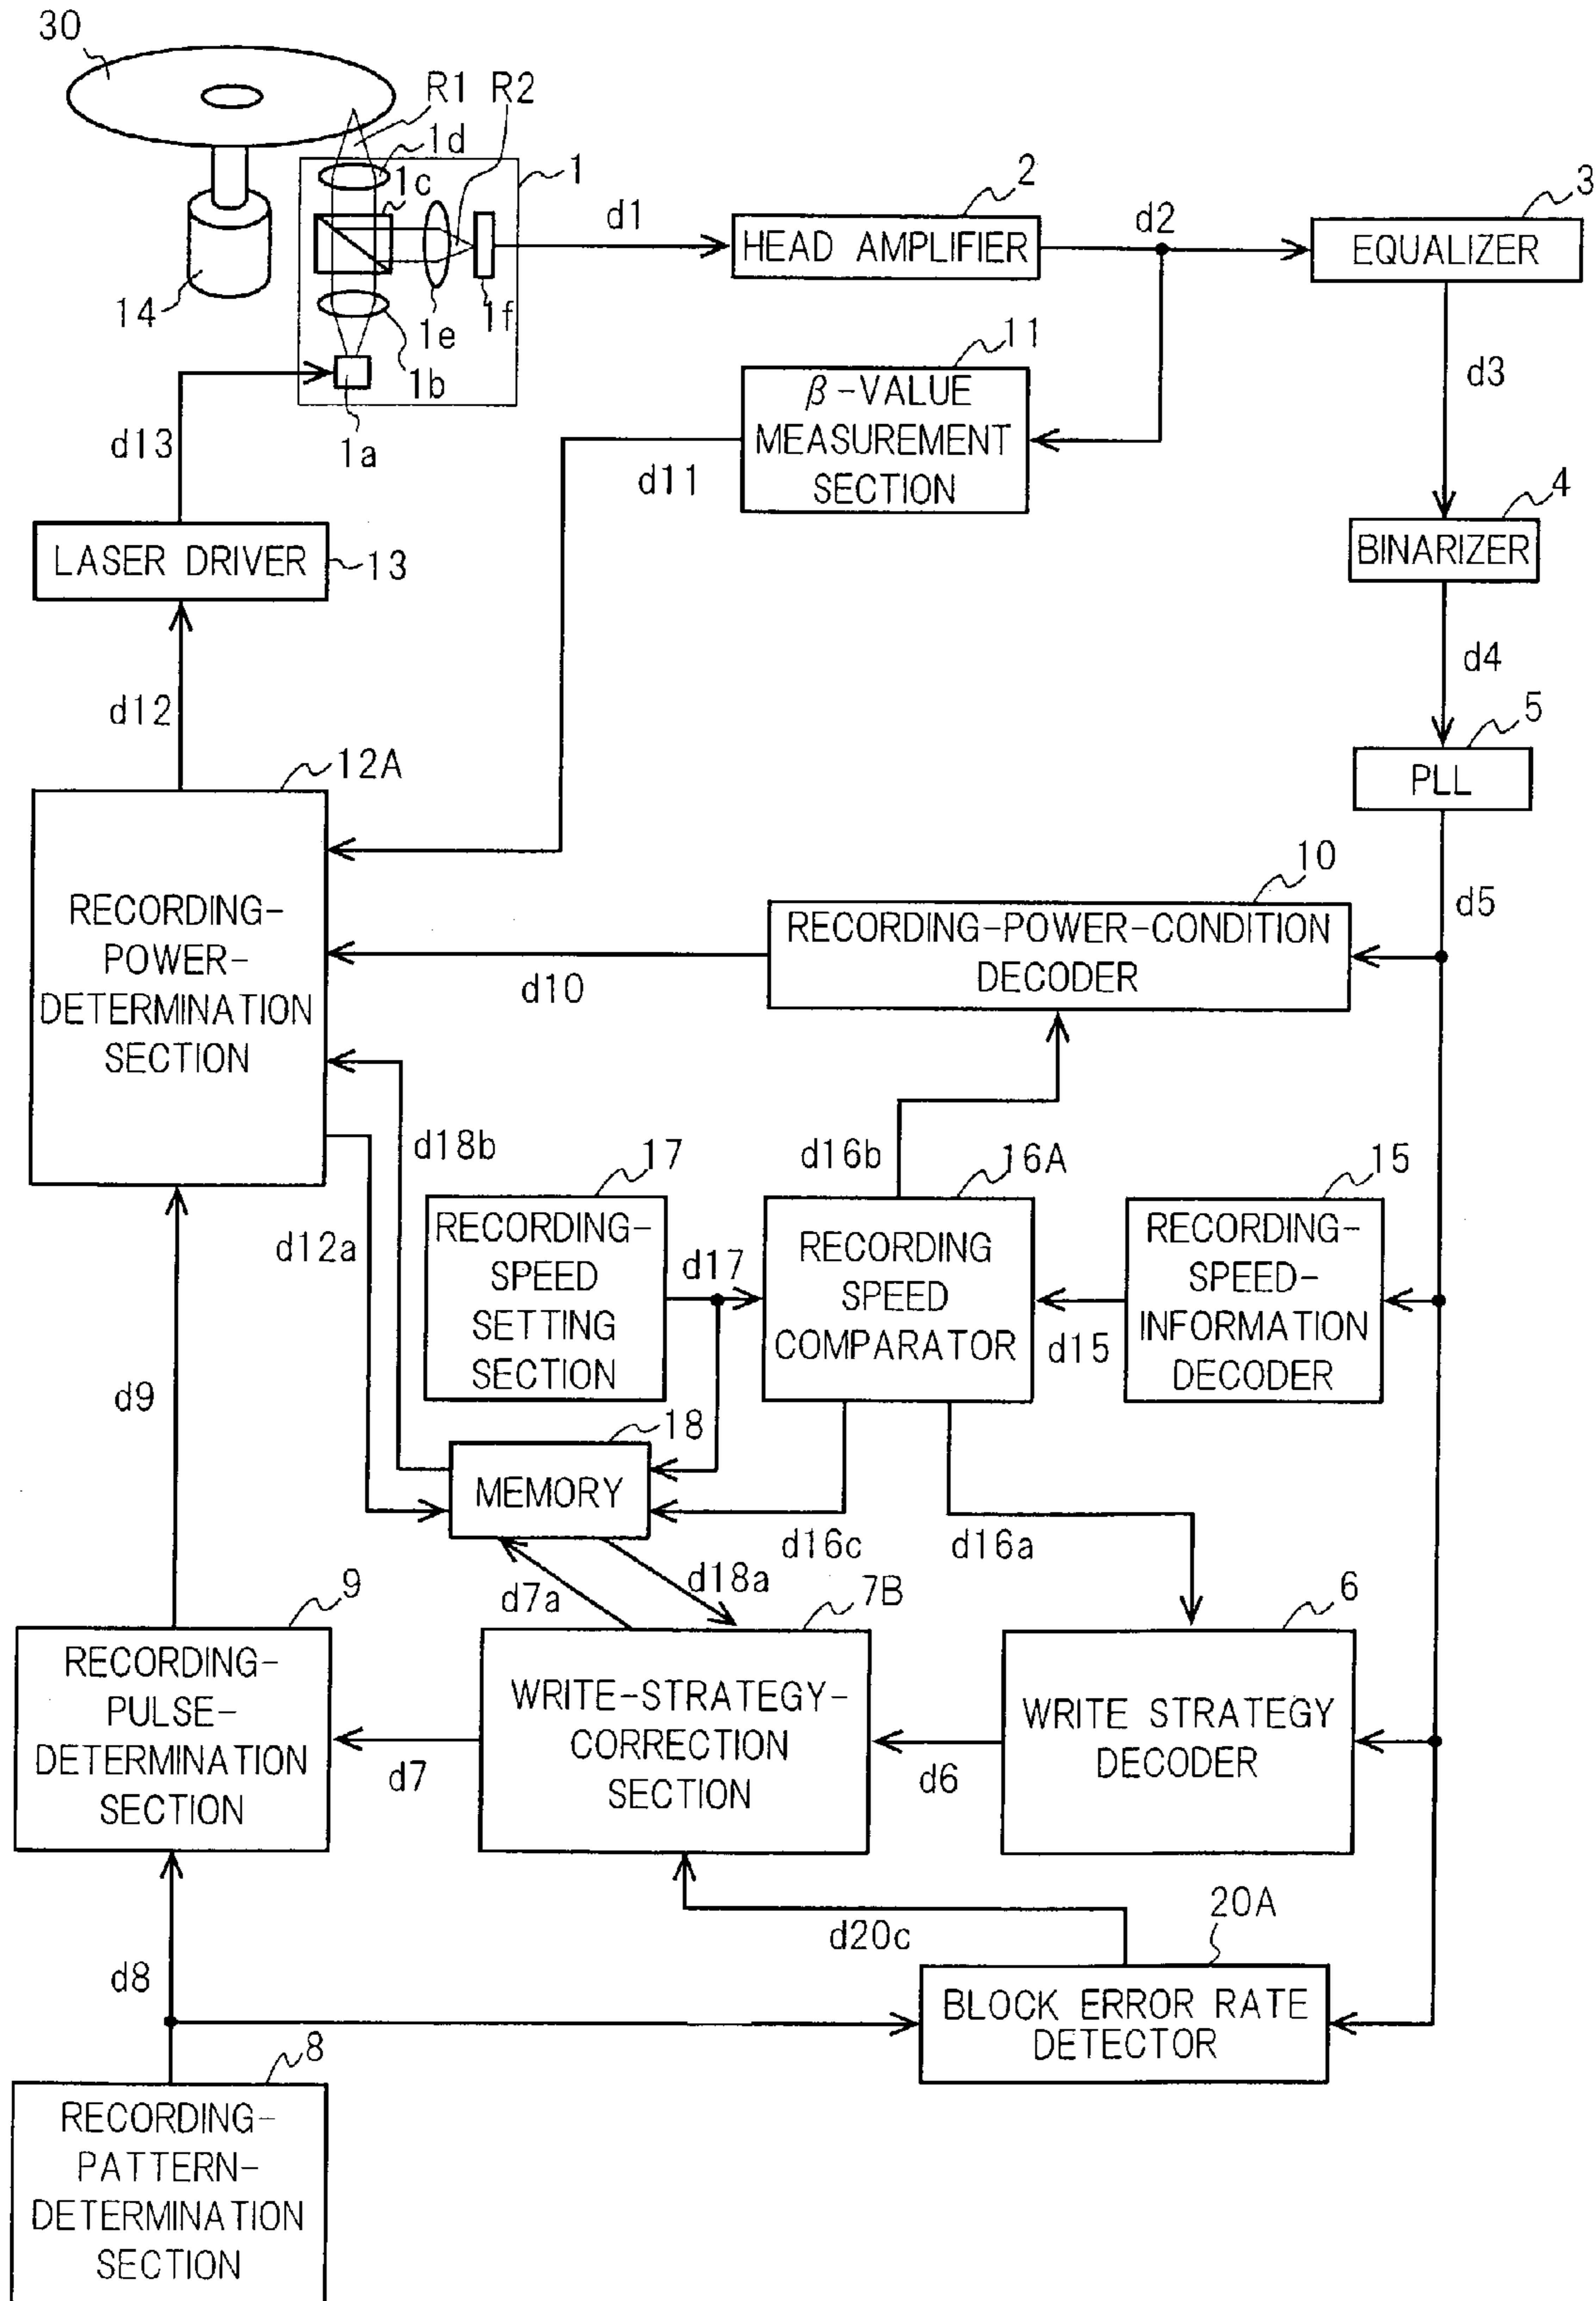 30
R1 R2
1d
1c
1
2
3
d1
HEAD AMPLIFIER
d2
EQUALIZER
14
1e
1f
1b
1a
11
β-VALUE
MEASUREMENT
SECTION
d3
d13
d11
4
BINARIZER
LASER DRIVER
13
d4
d12
5
PLL
12A
10
RECORDING-
POWER-
DETERMINATION
SECTION
RECORDING-POWER-CONDITION
DECODER
d5
d10
d18b
17
d16b
16A
15
d12a
RECORDING-
SPEED
SETTING
SECTION
d17
RECORDING
SPEED
COMPARATOR
d15
RECORDING-
SPEED-
INFORMATION
DECODER
d9
18
MEMORY
d16c
d16a
d7a
d18a
9
7B
6
RECORDING-
PULSE-
DETERMINATION
SECTION
d7
WRITE-STRATEGY-
CORRECTION
SECTION
d6
WRITE STRATEGY
DECODER
d20c
20A
d8
BLOCK ERROR RATE
DETECTOR
8
RECORDING-
PATTERN-
DETERMINATION
SECTION